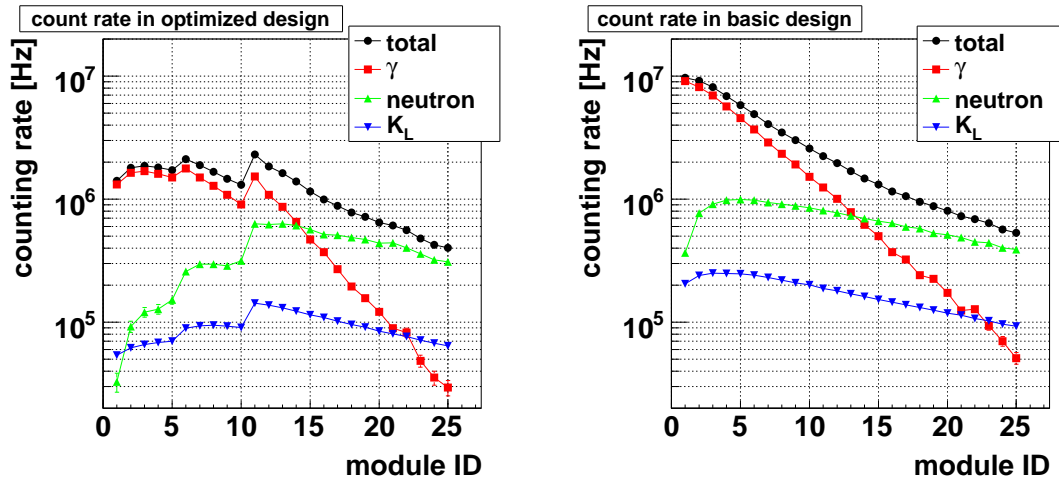 count rate in optimized design
total
γ
neutron
K_L
counting rate [Hz]
10^7
10^6
10^5
0 5 10 15 20 25
module ID
count rate in basic design
total
γ
neutron
K_L
counting rate [Hz]
10^7
10^6
10^5
0 5 10 15 20 25
module ID